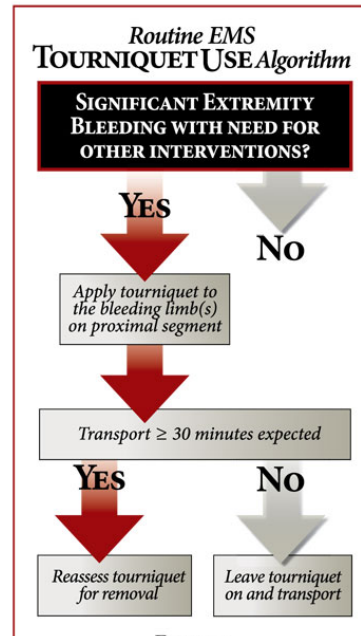 Routine EMS
TOURNIQUET USE Algorithm
SIGNIFICANT EXTREMITY
BLEEDING WITH NEED FOR
OTHER INTERVENTIONS?
YES
NO
Apply tourniquet to
the bleeding limb(s)
on proximal segment
Transport ≥ 30 minutes expected
YES
NO
Reassess tourniquet
for removal
Leave tourniquet
on and transport